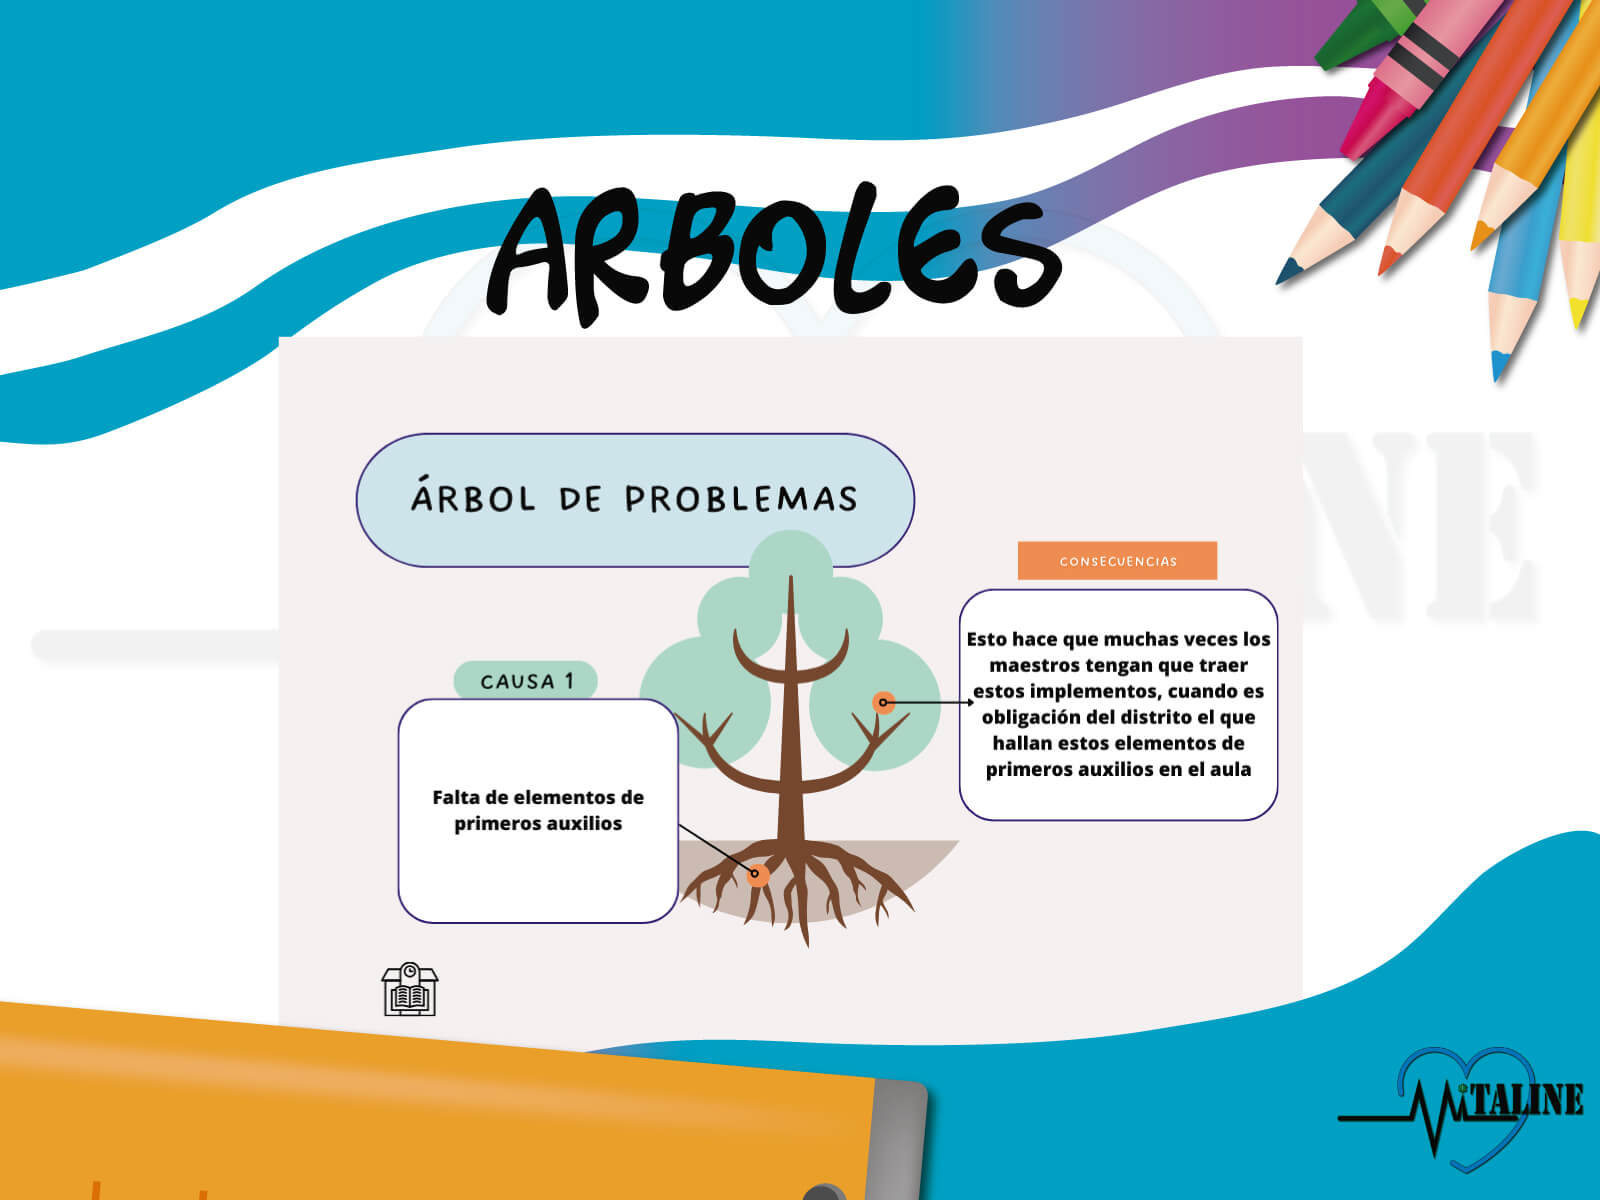 ARBOLES
ÁRBOL DE PROBLEMAS
CONSECUENCIAS
Esto hace que muchas veces los
maestros tengan que traer
estos implementos, cuando es
obligación del distrito el que
hallan estos elementos de
primeros auxilios en el aula
CAUSA 1
Falta de elementos de
primeros auxilios
NE
ViTALINE